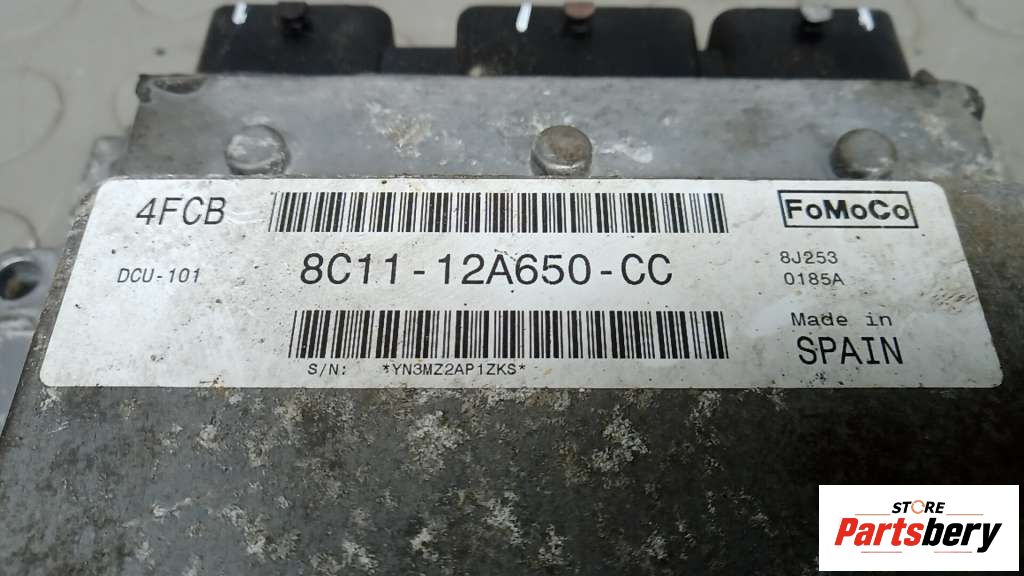 4FCB
FoMoCo
DCU-101
8C11-12A650-CC
8J253
0185A
Made in
SPAIN
S/N: *YN3MZ2AP1ZKS*
STORE
Partsbery